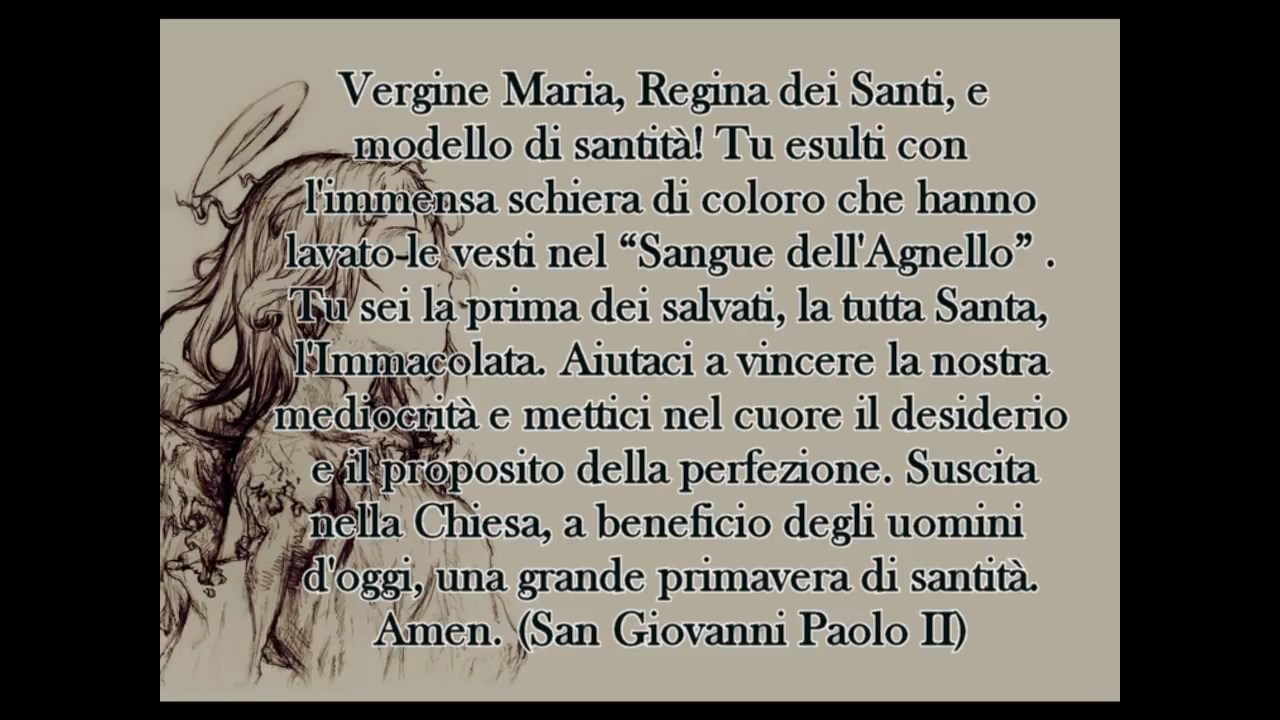 Vergine Maria, Regina dei Santi, e
modello di santità! Tu esulti con
l'immensa schiera di coloro che hanno
lavato le vesti nel “Sangue dell'Agnello” .
Tu sei la prima dei salvati, la tutta Santa,
l'Immacolata. Aiutaci a vincere la nostra
mediocrità e mettici nel cuore il desiderio
e il proposito della perfezione. Suscita
nella Chiesa, a beneficio degli uomini
d'oggi, una grande primavera di santità.
Amen. (San Giovanni Paolo II)